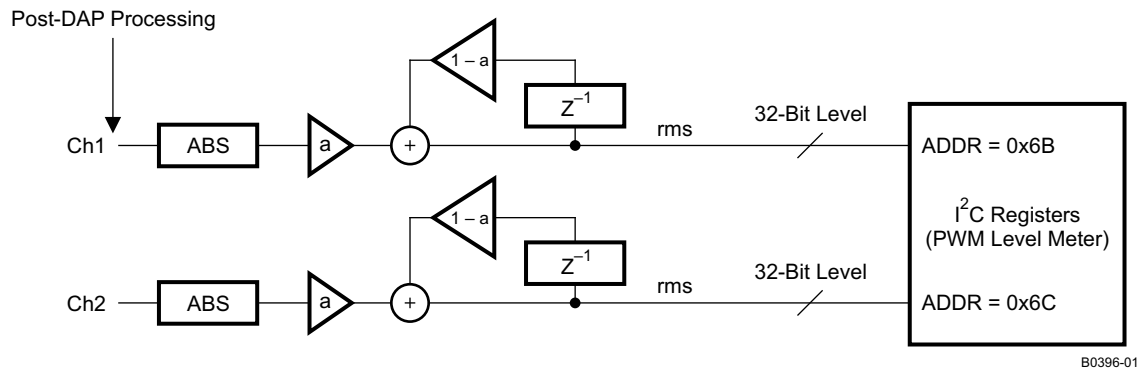 Post-DAP Processing
1 – a
Z⁻¹
rms
32-Bit Level
Ch1
ABS
a
+
ADDR = 0x6B
I²C Registers
(PWM Level Meter)
1 – a
Z⁻¹
rms
32-Bit Level
Ch2
ABS
a
+
ADDR = 0x6C
B0396-01